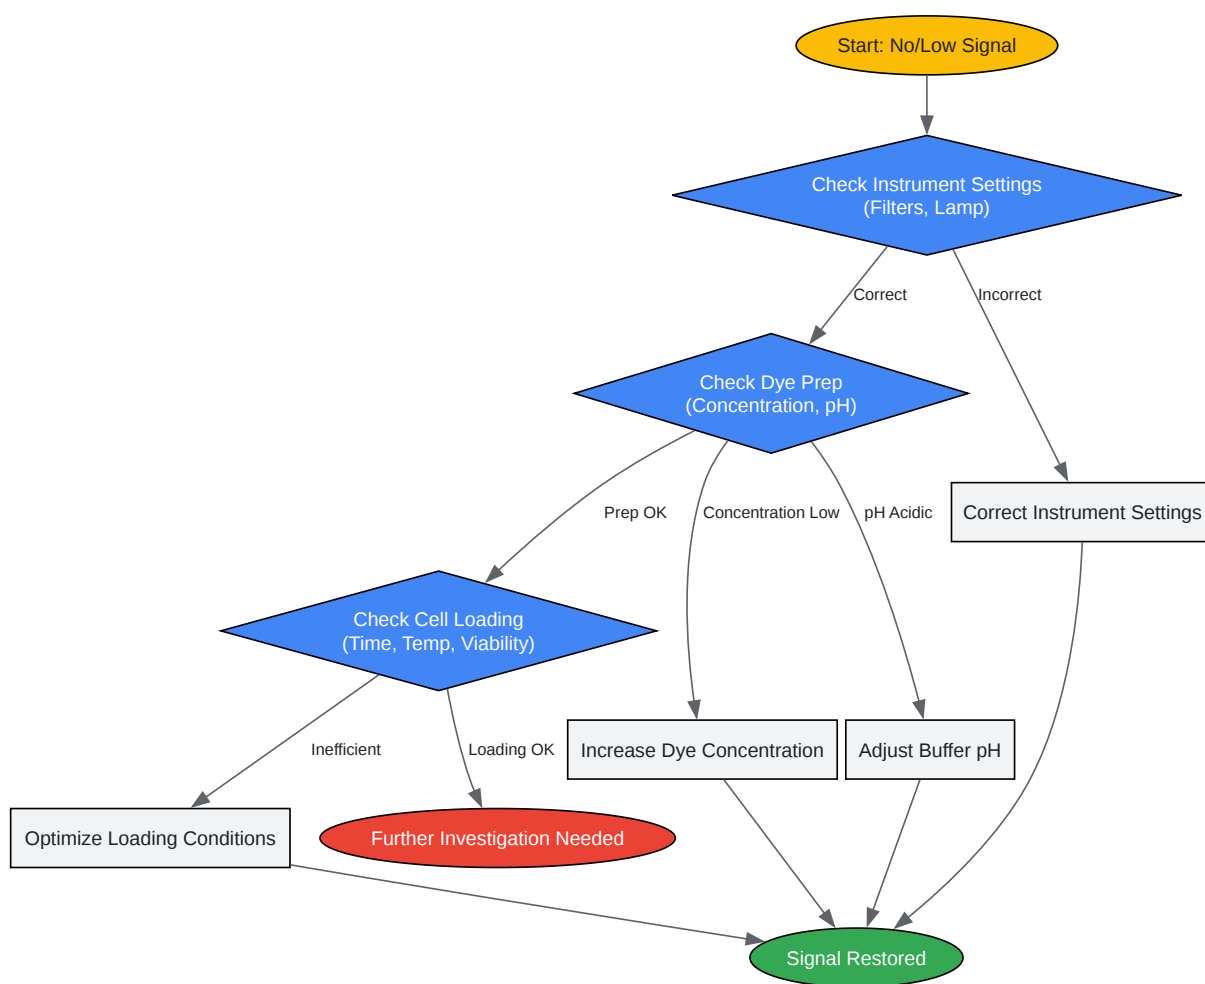 Start: No/Low Signal
Check Instrument Settings
(Filters, Lamp)
Correct
Incorrect
Check Dye Prep
(Concentration, pH)
Prep OK
Concentration Low
pH Acidic
Correct Instrument Settings
Check Cell Loading
(Time, Temp, Viability)
Inefficient
Loading OK
Increase Dye Concentration
Adjust Buffer pH
Optimize Loading Conditions
Further Investigation Needed
Signal Restored